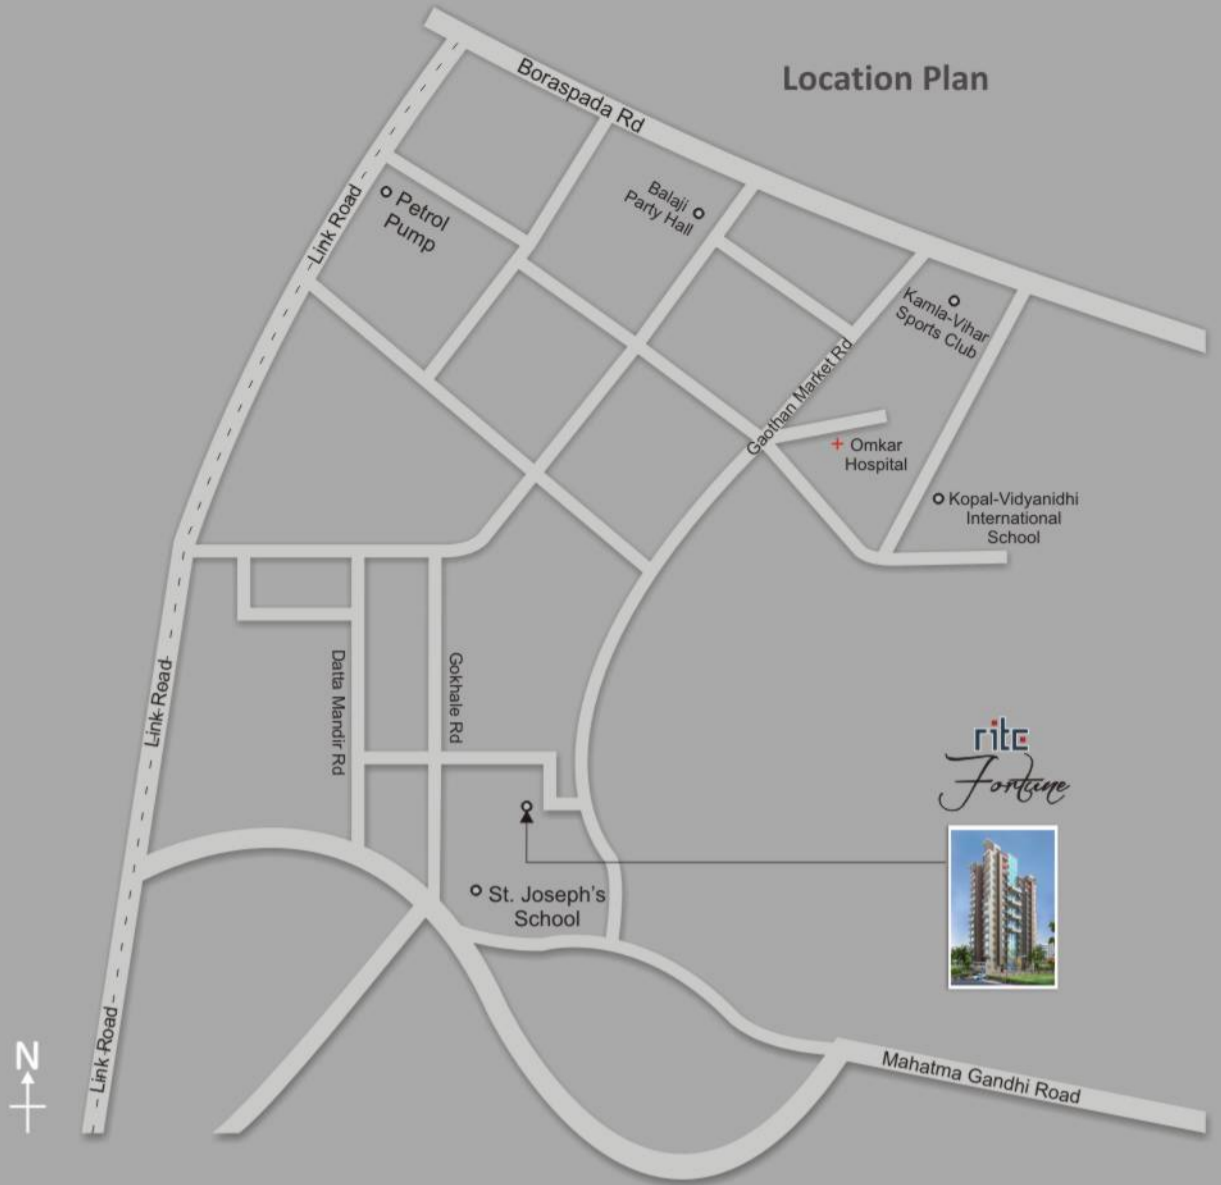 Location Plan
Boraspada Rd
Link Road
Petrol
Pump
Balaji
Party Hall
Kamla-Vihar
Sports Club
Gaothan Market Rd
Omkar
Hospital
Kopal-Vidyanidhi
International
School
Datta Mandir Rd
Gokhale Rd
Link Road
rite
Fortune
St. Joseph's
School
Link Road
N
Mahatma Gandhi Road